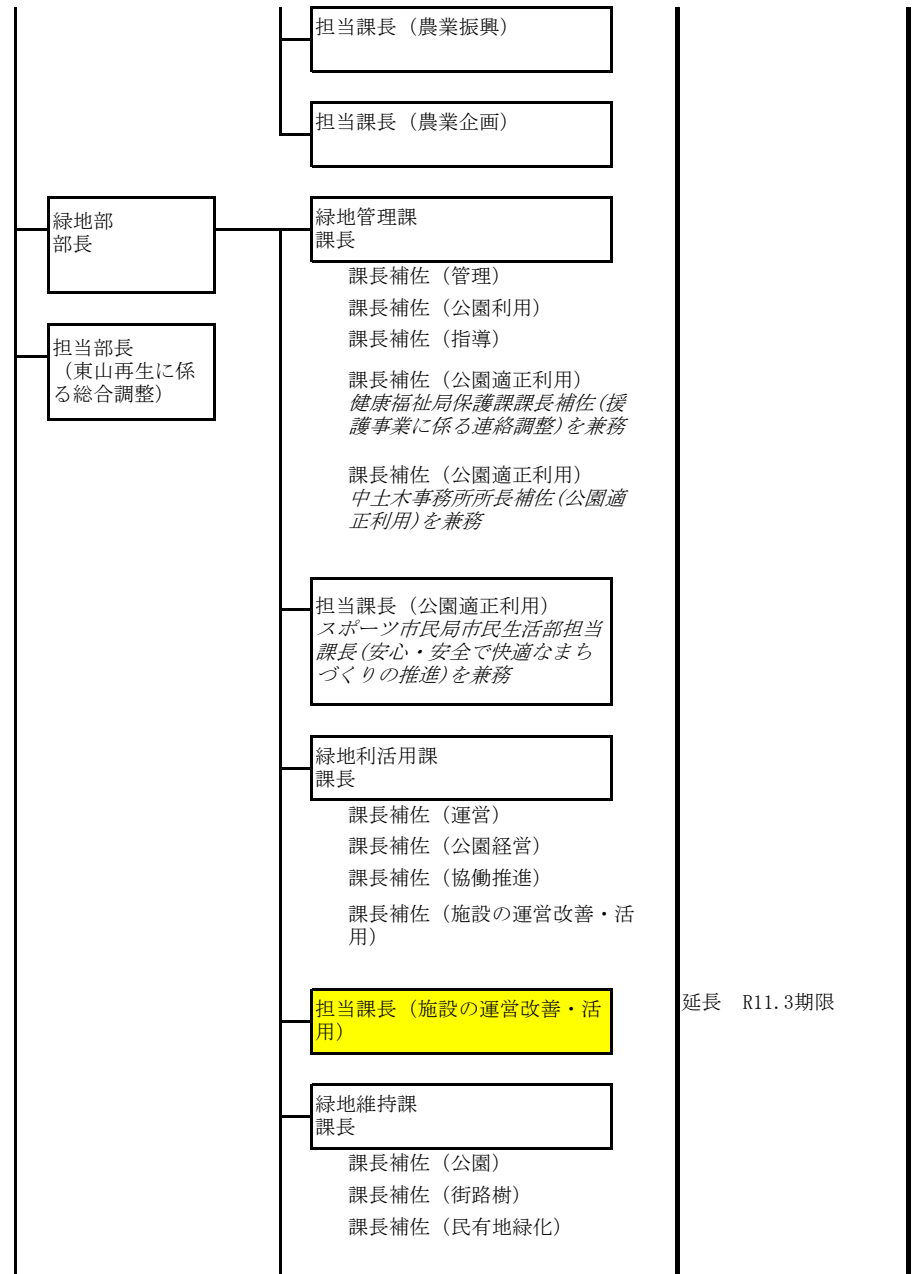 担当課長（農業振興）
担当課長（農業企画）
緑地部
部長
緑地管理課
課長
課長補佐（管理）
課長補佐（公園利用）
課長補佐（指導）
担当部長
（東山再生に係
る総合調整）
課長補佐（公園適正利用）
健康福祉局保護課課長補佐(援
護事業に係る連絡調整)を兼務
課長補佐（公園適正利用）
中土木事務所所長補佐(公園適
正利用)を兼務
担当課長（公園適正利用）
スポーツ市民局市民生活部担当
課長(安心・安全で快適なまち
づくりの推進)を兼務
緑地利活用課
課長
課長補佐（運営）
課長補佐（公園経営）
課長補佐（協働推進）
課長補佐（施設の運営改善・活
用）
担当課長（施設の運営改善・活
用）
延長　R11.3期限
緑地維持課
課長
課長補佐（公園）
課長補佐（街路樹）
課長補佐（民有地緑化）